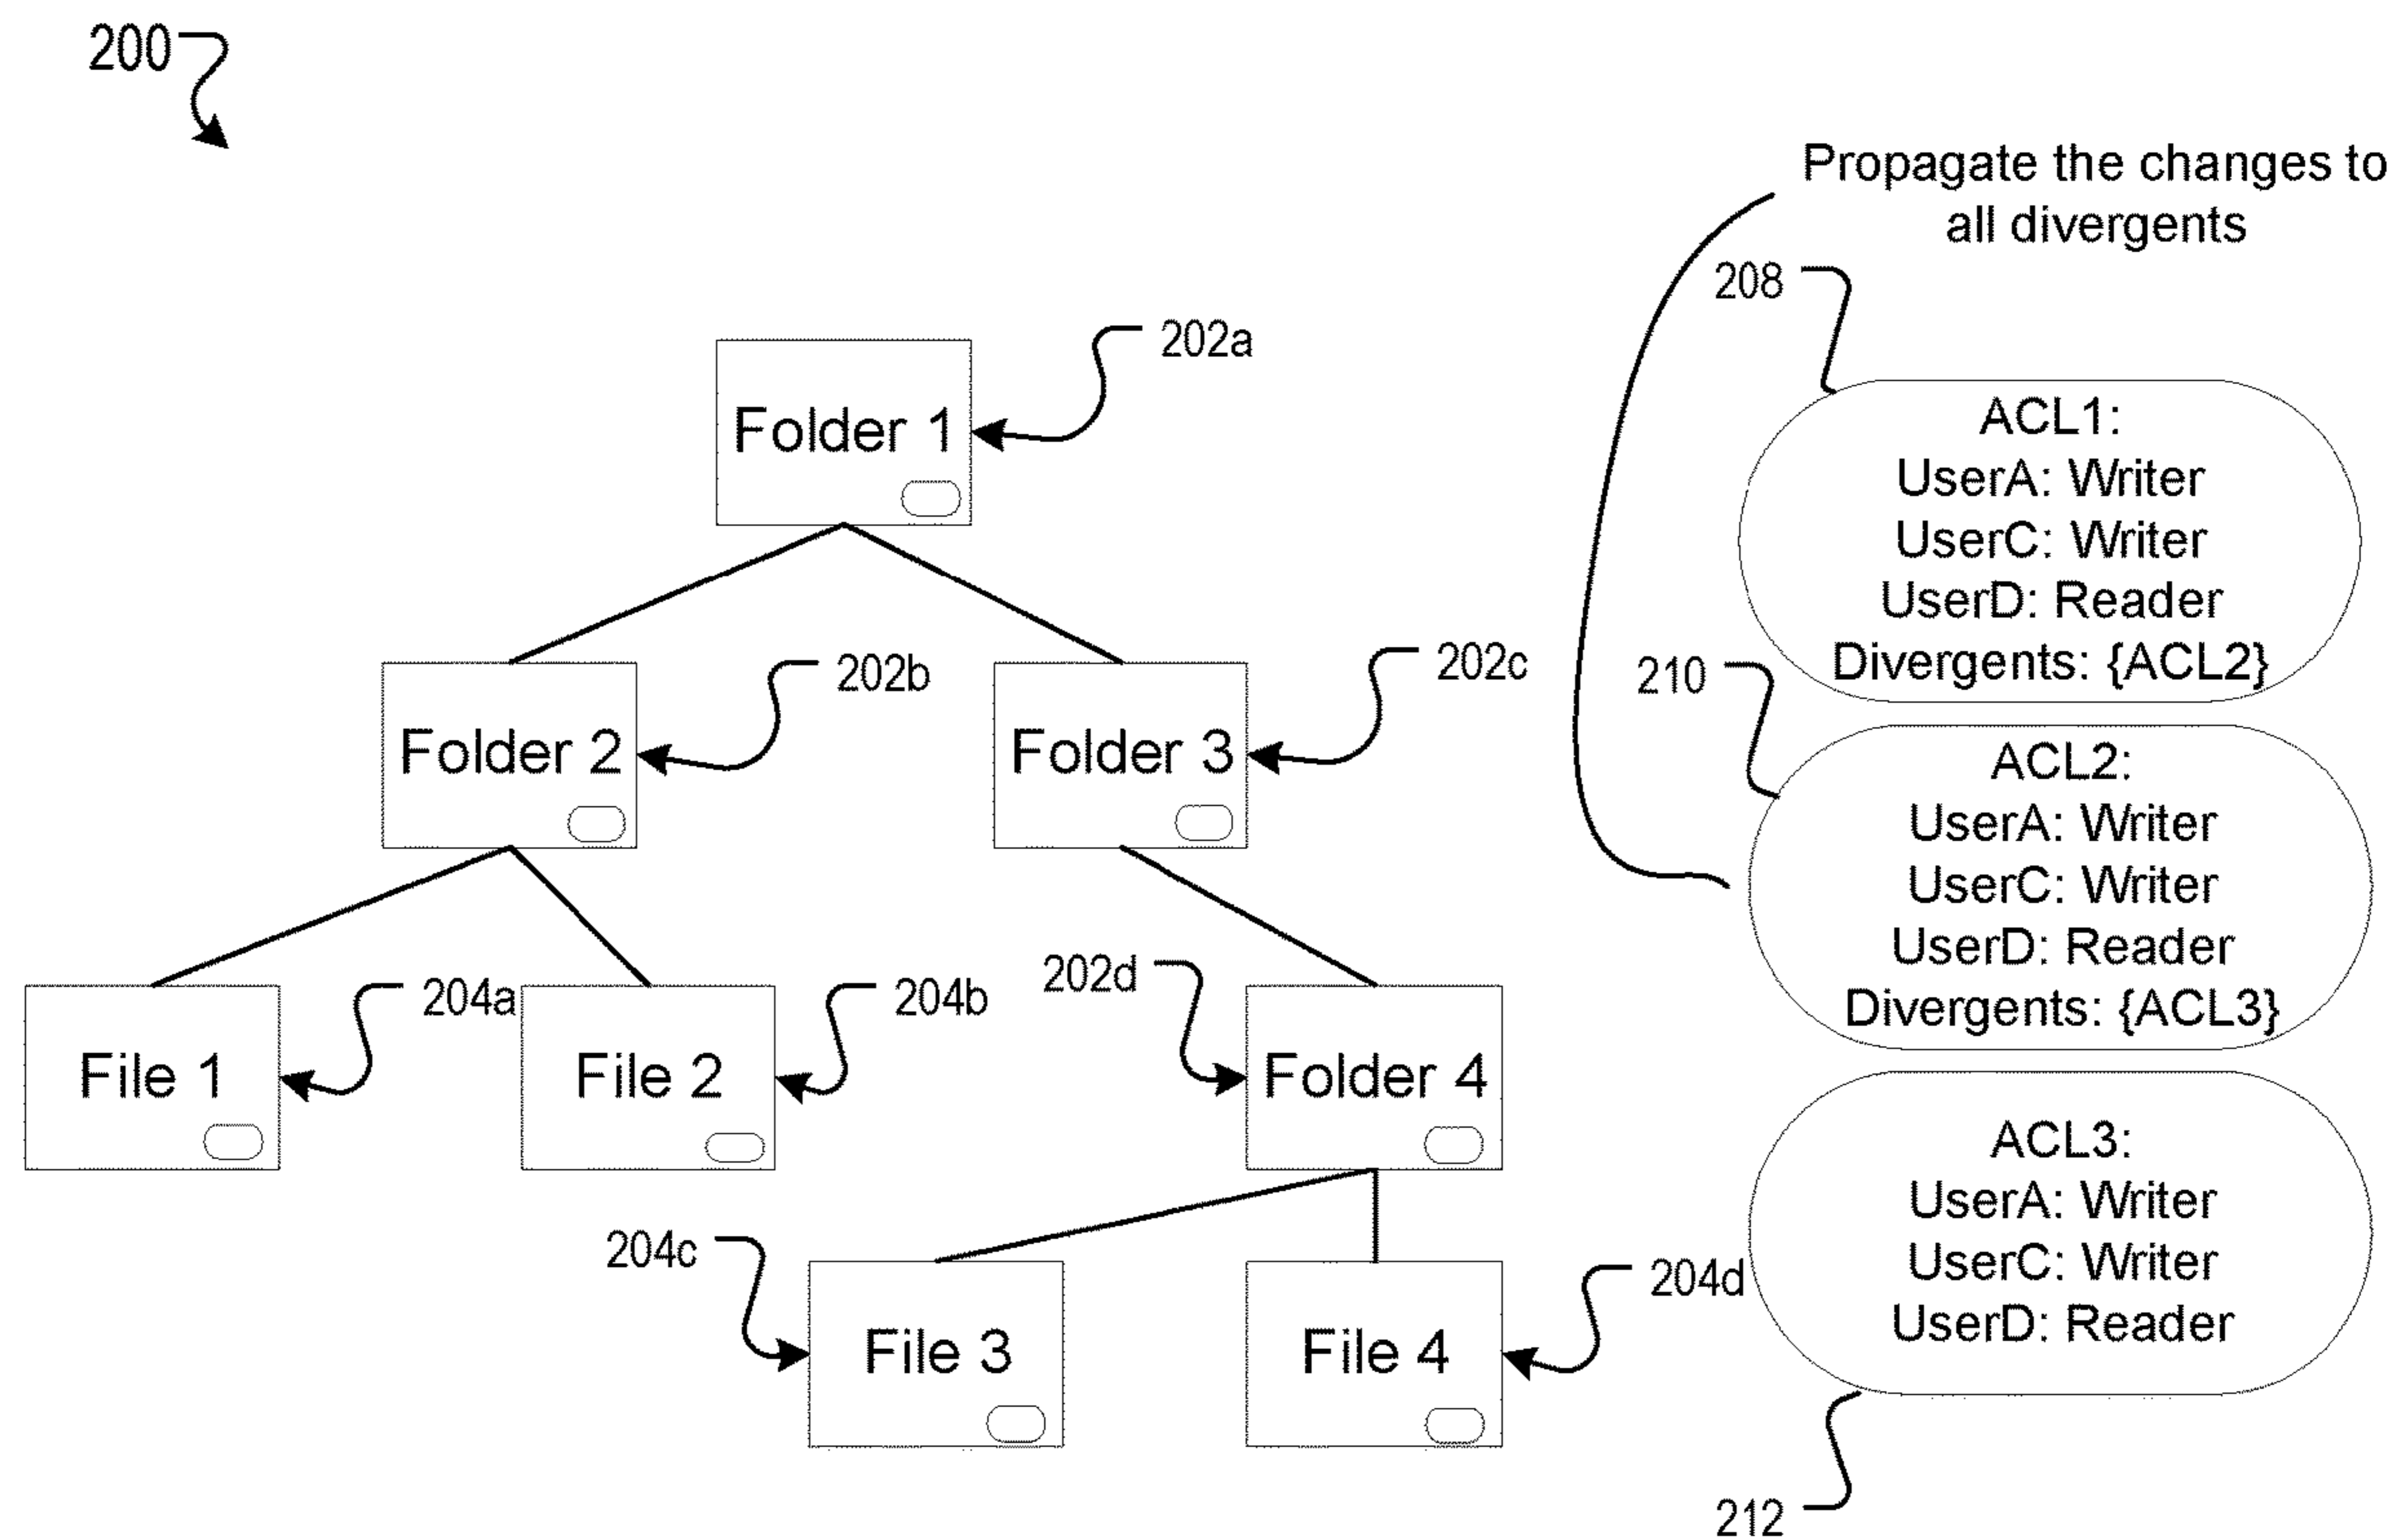 200
Propagate the changes to
all divergents
208
202a
Folder 1
ACL1:
UserA: Writer
UserC: Writer
UserD: Reader
Divergents: {ACL2}
202b
202c
210
Folder 2
Folder 3
ACL2:
UserA: Writer
UserC: Writer
UserD: Reader
Divergents: {ACL3}
204a
204b
202d
File 1
File 2
Folder 4
ACL3:
UserA: Writer
UserC: Writer
UserD: Reader
204c
204d
File 3
File 4
212